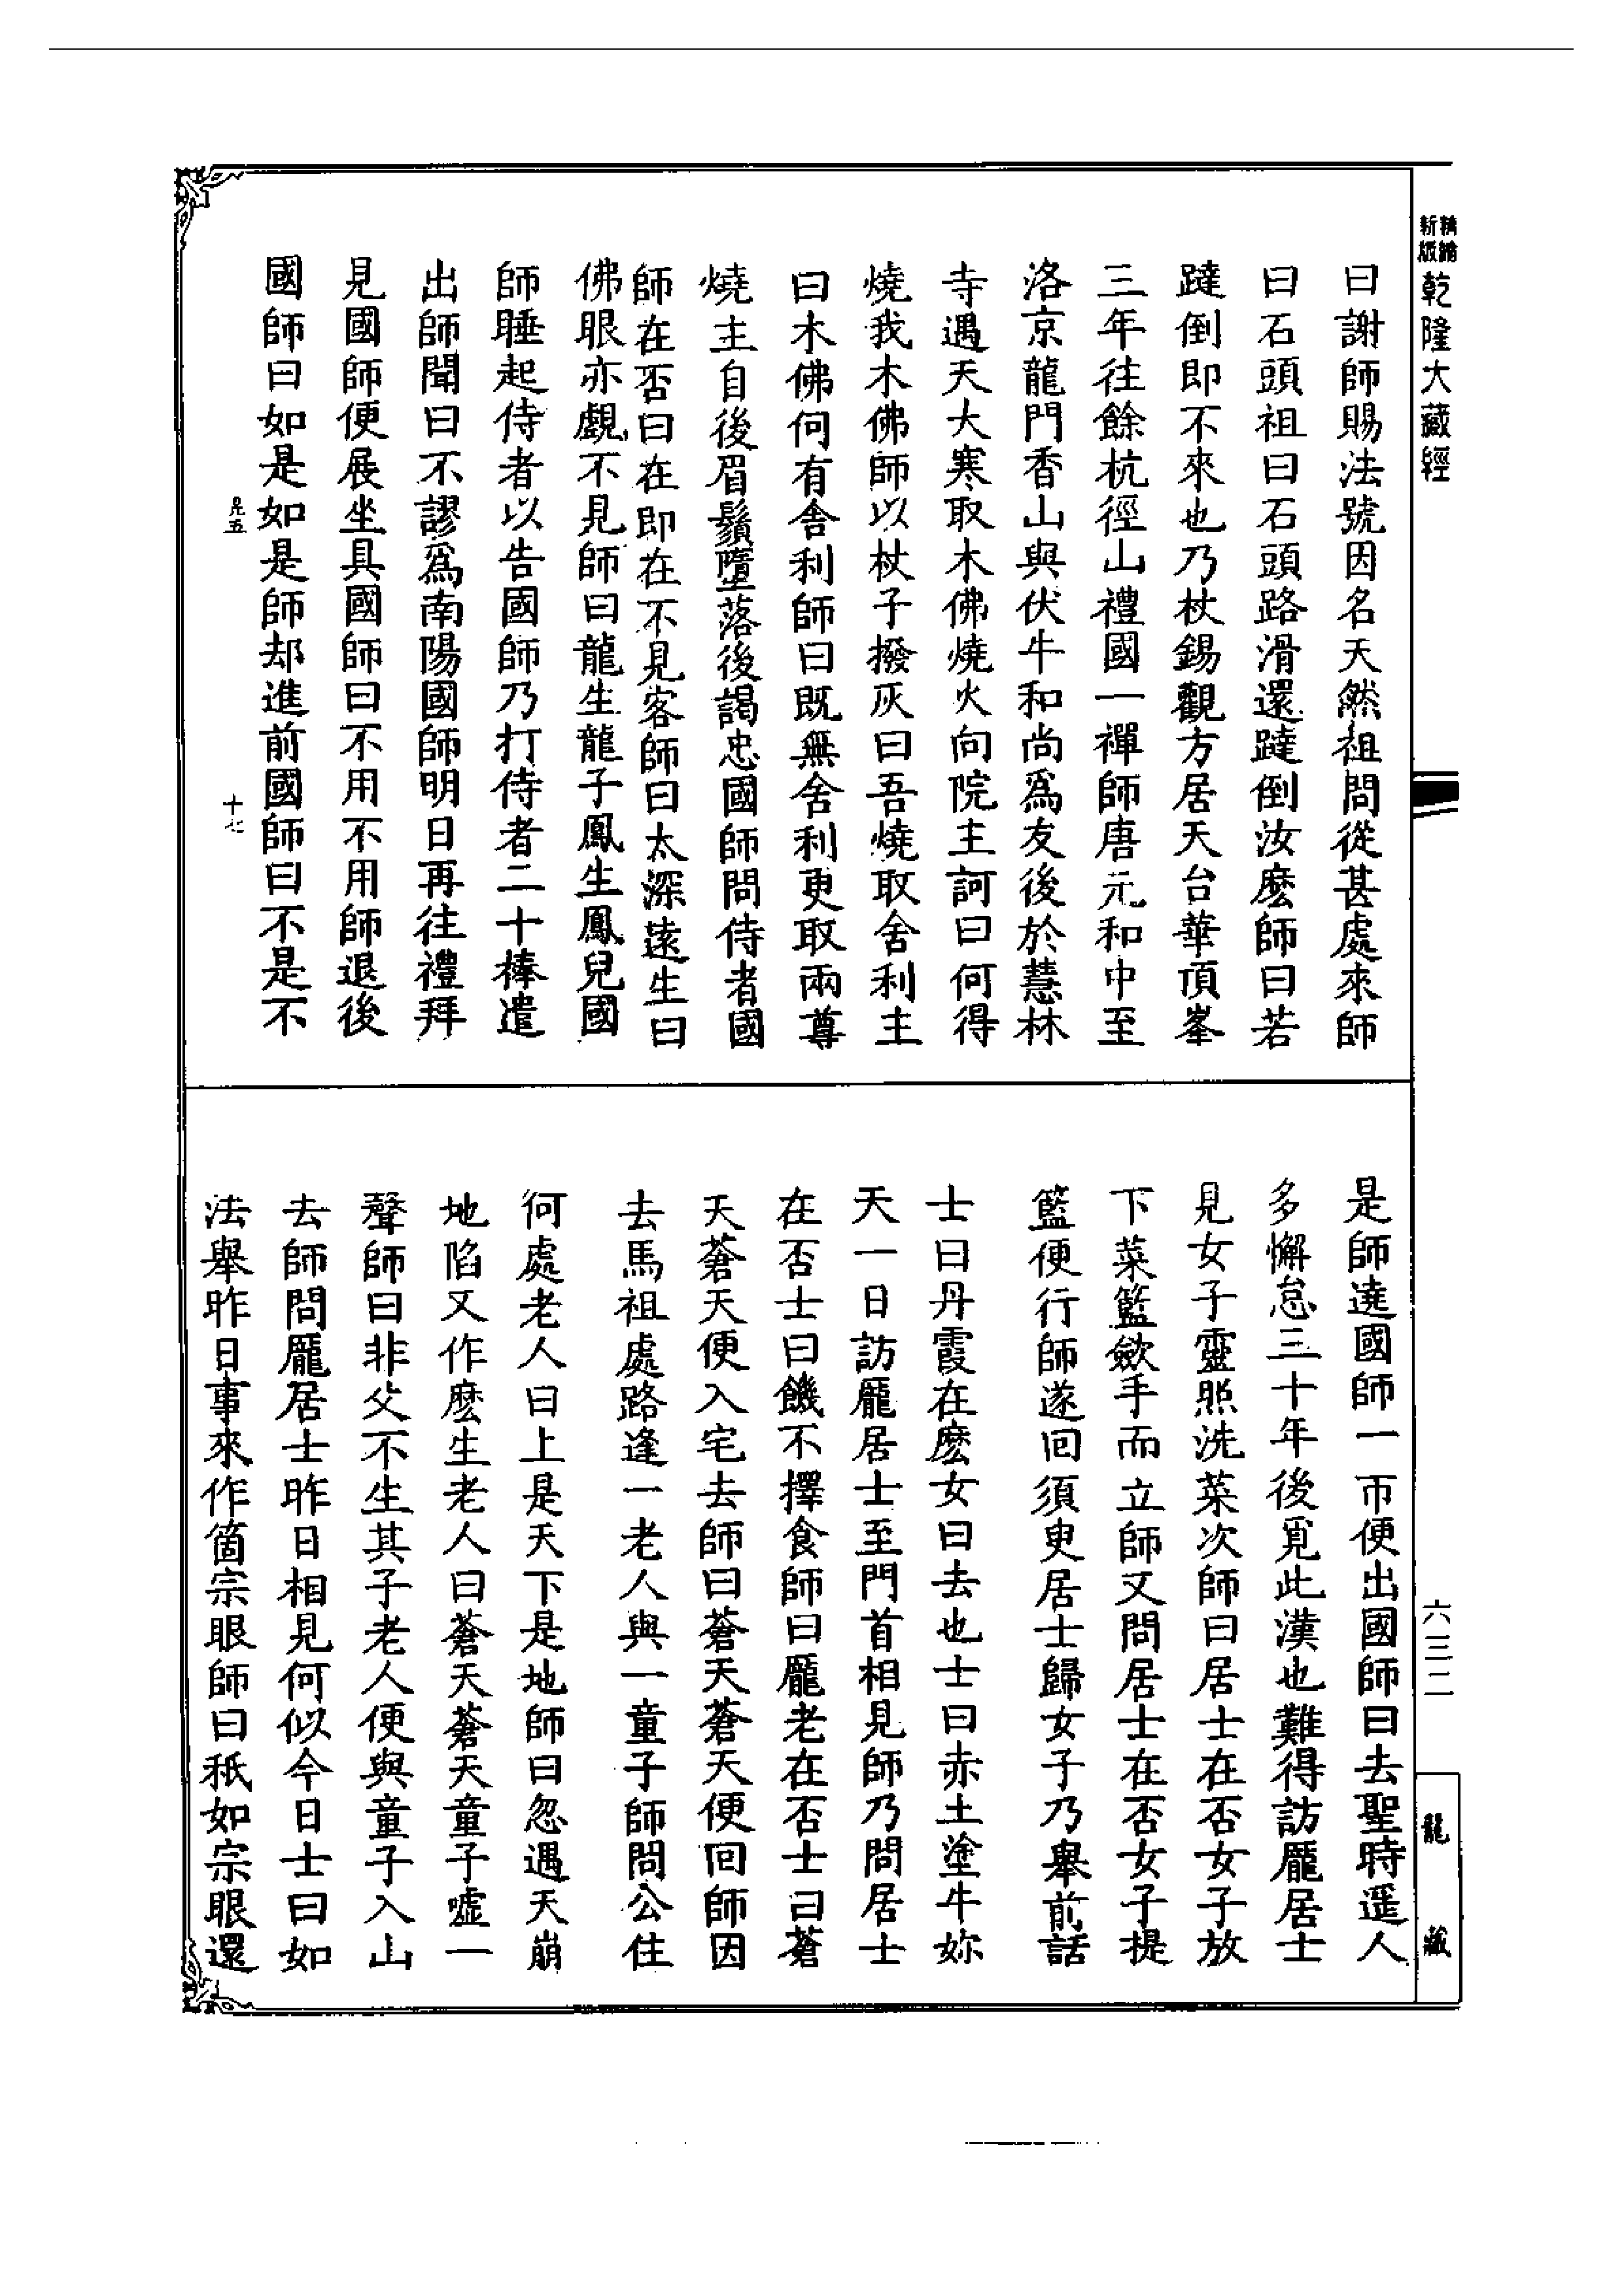 新編
精版
乾隆大藏經
曰謝師賜法號因名天然祖問從甚處來師
曰石頭祖曰石頭路滑還躂倒汝麽師曰若
躂倒即不來也乃杖錫觀方居天台華頂峯
三年往餘杭徑山禮國一禪師唐元和中至
洛京龍門香山與伏牛和尚爲友後於慧林
寺遇天大寒取木佛燒火向院主訶曰何得
燒我木佛師以杖子撥灰曰吾燒取舍利主
曰木佛何有舍利師曰既無舍利更取兩尊
燒主自後眉鬚墮落後謁忠國師問侍者國
師在否曰在即在不見客師曰太深遠生曰
佛眼亦覷不見師曰龍生龍子鳳生鳳兒國
師睡起侍者以告國師乃打侍者二十棒遣
出師聞曰不謬爲南陽國師明日再往禮拜
見國師便展坐具國師曰不用不用師退後
國師曰如是如是師却進前國師曰不是不
十七
是師遶國師一帀便出國師曰去聖時遥人
多懈怠三十年後覓此漢也難得訪龐居士
見女子靈照洗菜次師曰居士在否女子放
下菜籃歛手而立師又問居士在否女子提
籃便行師遂回須臾居士歸女子乃舉前話
士曰丹霞在麽女曰去也士曰赤土塗牛妳
天一日訪龐居士至門首相見師乃問居士
在否士曰饑不擇食師曰龐老在否士曰蒼
天蒼天便入宅去師曰蒼天蒼天便回師因
去馬祖處路逢一老人與一童子師問公住
何處老人曰上是天下是地師曰忽遇天崩
地陷又作麽生老人曰蒼天蒼天童子噓一
聲師曰非父不生其子老人便與童子入山
去師問龐居士昨日相見何似今日士曰如
法舉昨日事來作箇宗眼師曰秖如宗眼還
六三二
龍藏